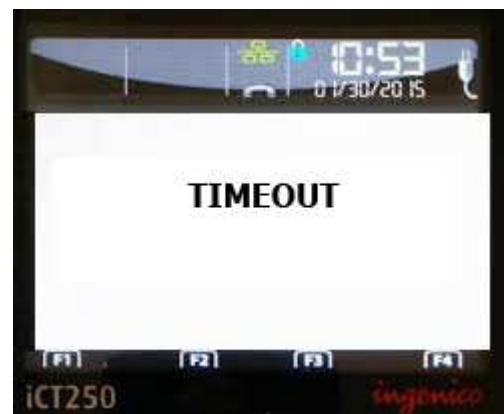 10:53
01/30/2015
TIMEOUT
F1 F2 F3 F4
iCT250 ingenico